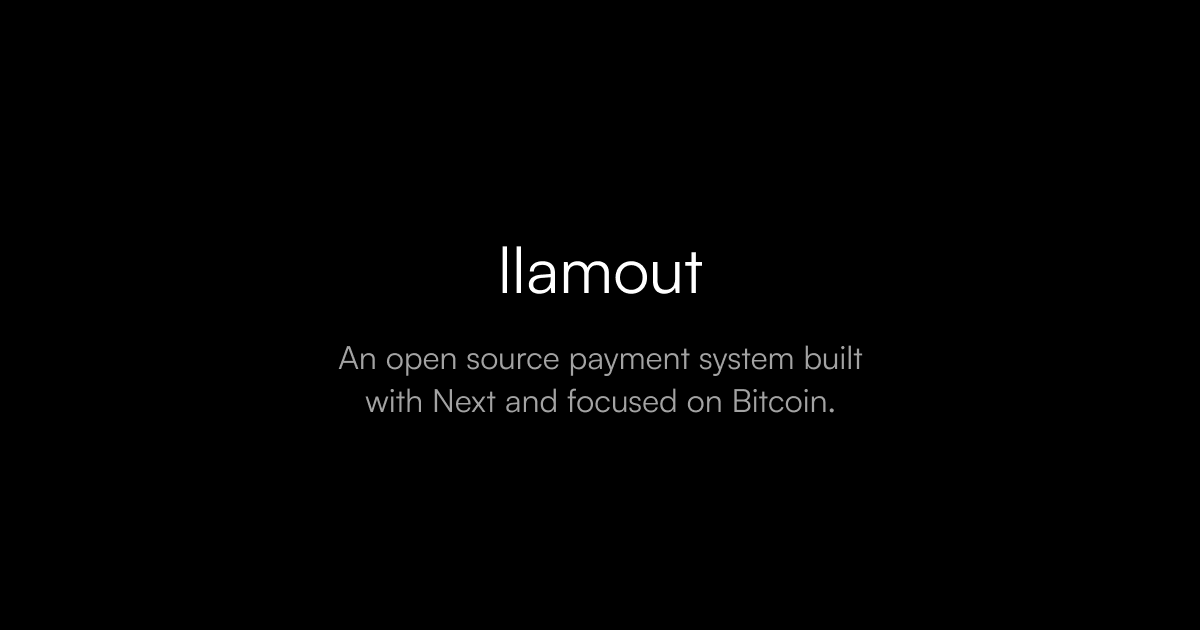 llamout
An open source payment system built
with Next and focused on Bitcoin.